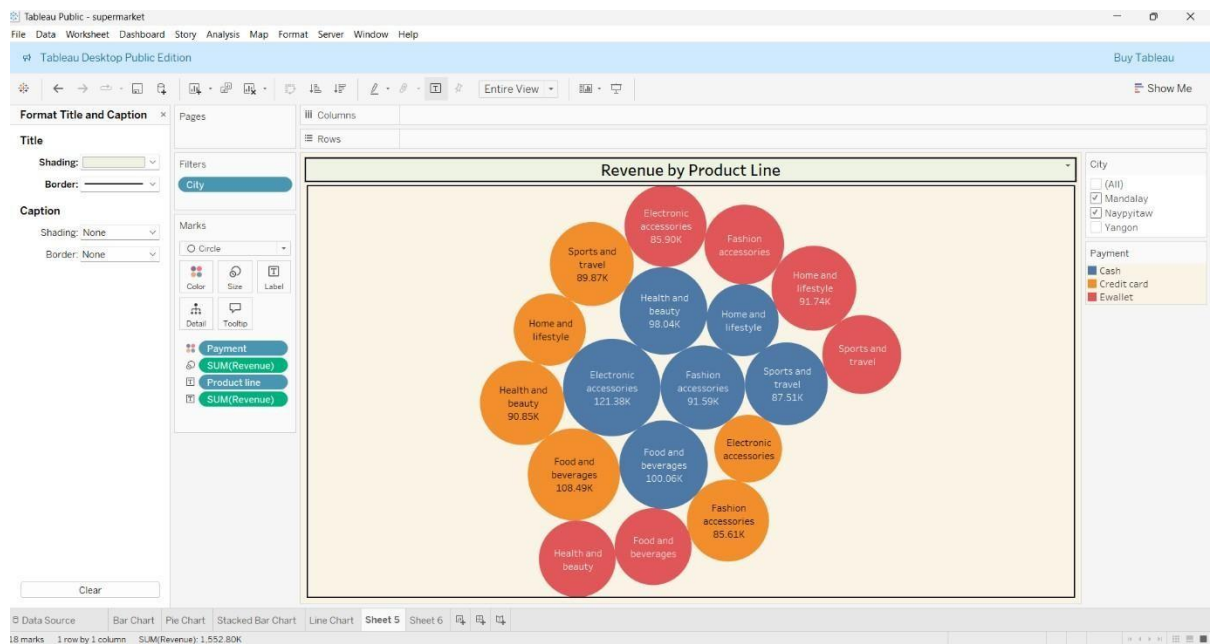 Tableau Public - supermarket
File Data Worksheet Dashboard Story Analysis Map Format Server Window Help
Tableau Desktop Public Edition
Buy Tableau
Entire View
Show Me
Format Title and Caption
Title
Shading:
Border:
Caption
Shading: None
Border: None
Clear
Pages
Filters
City
Marks
Circle
Color Size Label
Detail Tooltip
Payment
SUM(Revenue)
Product line
SUM(Revenue)
Columns
Rows
Revenue by Product Line
Electronic
accessories
85.90K
Fashion
accessories
Sports and
travel
89.87K
Home and
lifestyle
91.74K
Health and
beauty
98.04K
Home and
lifestyle
Home and
lifestyle
Sports and
travel
Electronic
accessories
121.38K
Fashion
accessories
91.59K
Sports and
travel
87.51K
Health and
beauty
90.85K
Electronic
accessories
Food and
beverages
108.49K
Food and
beverages
100.06K
Fashion
accessories
85.61K
Health and
beauty
Food and
beverages
City
(All)
Mandalay
Naypyitaw
Yangon
Payment
Cash
Credit card
Ewallet
Data Source Bar Chart Pie Chart Stacked Bar Chart Line Chart Sheet 5 Sheet 6
18 marks 1 row by 1 column SUM(Revenue): 1,552.80K